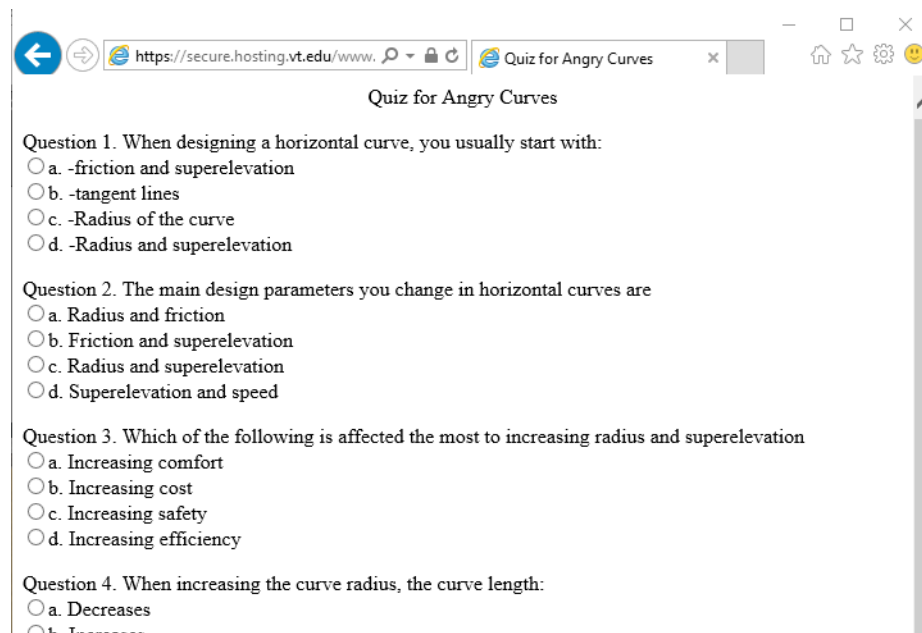 https://secure.hosting.vt.edu/www.
Quiz for Angry Curves
Quiz for Angry Curves
Question 1. When designing a horizontal curve, you usually start with:
a. -friction and superelevation
b. -tangent lines
c. -Radius of the curve
d. -Radius and superelevation
Question 2. The main design parameters you change in horizontal curves are
a. Radius and friction
b. Friction and superelevation
c. Radius and superelevation
d. Superelevation and speed
Question 3. Which of the following is affected the most to increasing radius and superelevation
a. Increasing comfort
b. Increasing cost
c. Increasing safety
d. Increasing efficiency
Question 4. When increasing the curve radius, the curve length:
a. Decreases